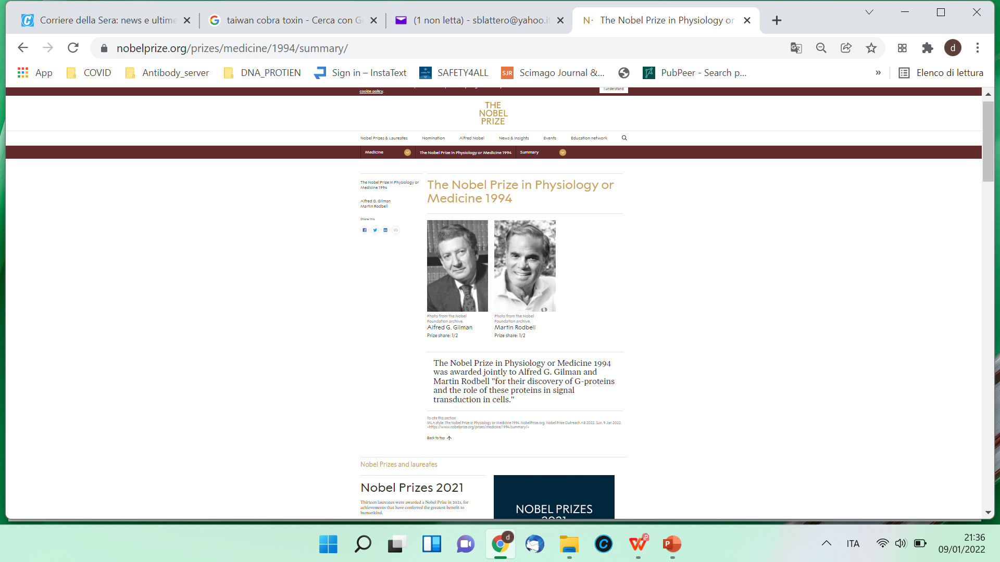 Corriere della Sera: news e ultime
taiwan cobra toxin - Cerca con Go
(1 non letta) - sblattero@yahoo.it
The Nobel Prize in Physiology or
nobelprize.org/prizes/medicine/1994/summary/
d
App
COVID
Antibody_server
DNA_PROTIEN
Sign in – InstaText
SAFETY4ALL
SJR
Scimago Journal &...
PubPeer - Search p...
»
Elenco di lettura
cookie policy.
I understand
THE
NOBEL
PRIZE
Nobel Prizes & Laureates
Nomination
Alfred Nobel
News & insights
Events
Education network
Medicine
The Nobel Prize in Physiology or Medicine 1994
Summary
The Nobel Prize in Physiology or
Medicine 1994
Alfred G. Gilman
Martin Rodbell
Share this
The Nobel Prize in Physiology or
Medicine 1994
Photo from the Nobel
Foundation archive.
Alfred G. Gilman
Prize share: 1/2
Photo from the Nobel
Foundation archive.
Martin Rodbell
Prize share: 1/2
The Nobel Prize in Physiology or Medicine 1994
was awarded jointly to Alfred G. Gilman and
Martin Rodbell "for their discovery of G-proteins
and the role of these proteins in signal
transduction in cells."
To cite this section
MLA style: The Nobel Prize in Physiology or Medicine 1994. NobelPrize.org. Nobel Prize Outreach AB 2022. Sun. 9 Jan 2022.
<https://www.nobelprize.org/prizes/medicine/1994/summary/>
Back to top
Nobel Prizes and laureates
Nobel Prizes 2021
Thirteen laureates were awarded a Nobel Prize in 2021, for
achievements that have conferred the greatest benefit to
humankind.
NOBEL PRIZES
2021
ITA
21:36
09/01/2022